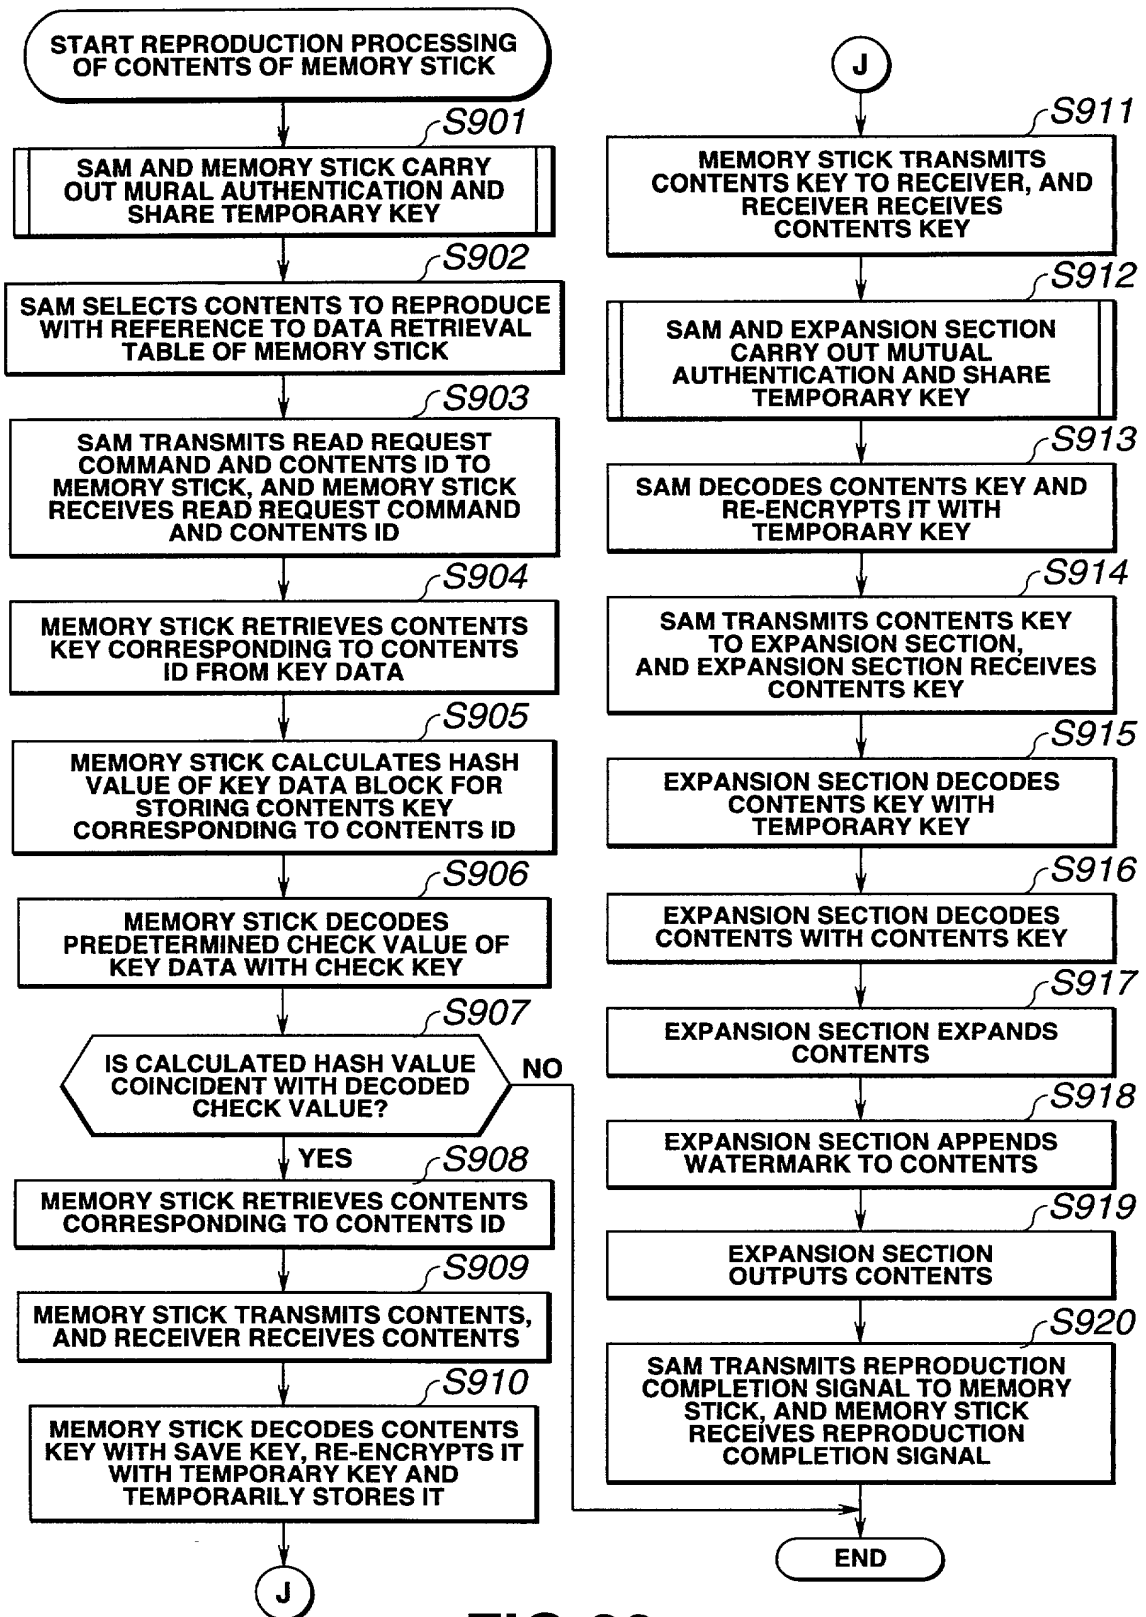 START REPRODUCTION PROCESSING
OF CONTENTS OF MEMORY STICK
S901
SAM AND MEMORY STICK CARRY
OUT MURAL AUTHENTICATION AND
SHARE TEMPORARY KEY
S902
SAM SELECTS CONTENTS TO REPRODUCE
WITH REFERENCE TO DATA RETRIEVAL
TABLE OF MEMORY STICK
S903
SAM TRANSMITS READ REQUEST
COMMAND AND CONTENTS ID TO
MEMORY STICK, AND MEMORY STICK
RECEIVES READ REQUEST COMMAND
AND CONTENTS ID
S904
MEMORY STICK RETRIEVES CONTENTS
KEY CORRESPONDING TO CONTENTS
ID FROM KEY DATA
S905
MEMORY STICK CALCULATES HASH
VALUE OF KEY DATA BLOCK FOR
STORING CONTENTS KEY
CORRESPONDING TO CONTENTS ID
S906
MEMORY STICK DECODES
PREDETERMINED CHECK VALUE OF
KEY DATA WITH CHECK KEY
S907
IS CALCULATED HASH VALUE
COINCIDENT WITH DECODED
CHECK VALUE?
NO
YES
S908
MEMORY STICK RETRIEVES CONTENTS
CORRESPONDING TO CONTENTS ID
S909
MEMORY STICK TRANSMITS CONTENTS,
AND RECEIVER RECEIVES CONTENTS
S910
MEMORY STICK DECODES CONTENTS
KEY WITH SAVE KEY, RE-ENCRYPTS IT
WITH TEMPORARY KEY AND
TEMPORARILY STORES IT
J
J
S911
MEMORY STICK TRANSMITS
CONTENTS KEY TO RECEIVER, AND
RECEIVER RECEIVES
CONTENTS KEY
S912
SAM AND EXPANSION SECTION
CARRY OUT MUTUAL
AUTHENTICATION AND SHARE
TEMPORARY KEY
S913
SAM DECODES CONTENTS KEY AND
RE-ENCRYPTS IT WITH
TEMPORARY KEY
S914
SAM TRANSMITS CONTENTS KEY
TO EXPANSION SECTION,
AND EXPANSION SECTION RECEIVES
CONTENTS KEY
S915
EXPANSION SECTION DECODES
CONTENTS KEY WITH
TEMPORARY KEY
S916
EXPANSION SECTION DECODES
CONTENTS WITH CONTENTS KEY
S917
EXPANSION SECTION EXPANDS
CONTENTS
S918
EXPANSION SECTION APPENDS
WATERMARK TO CONTENTS
S919
EXPANSION SECTION
OUTPUTS CONTENTS
S920
SAM TRANSMITS REPRODUCTION
COMPLETION SIGNAL TO MEMORY
STICK, AND MEMORY STICK
RECEIVES REPRODUCTION
COMPLETION SIGNAL
END